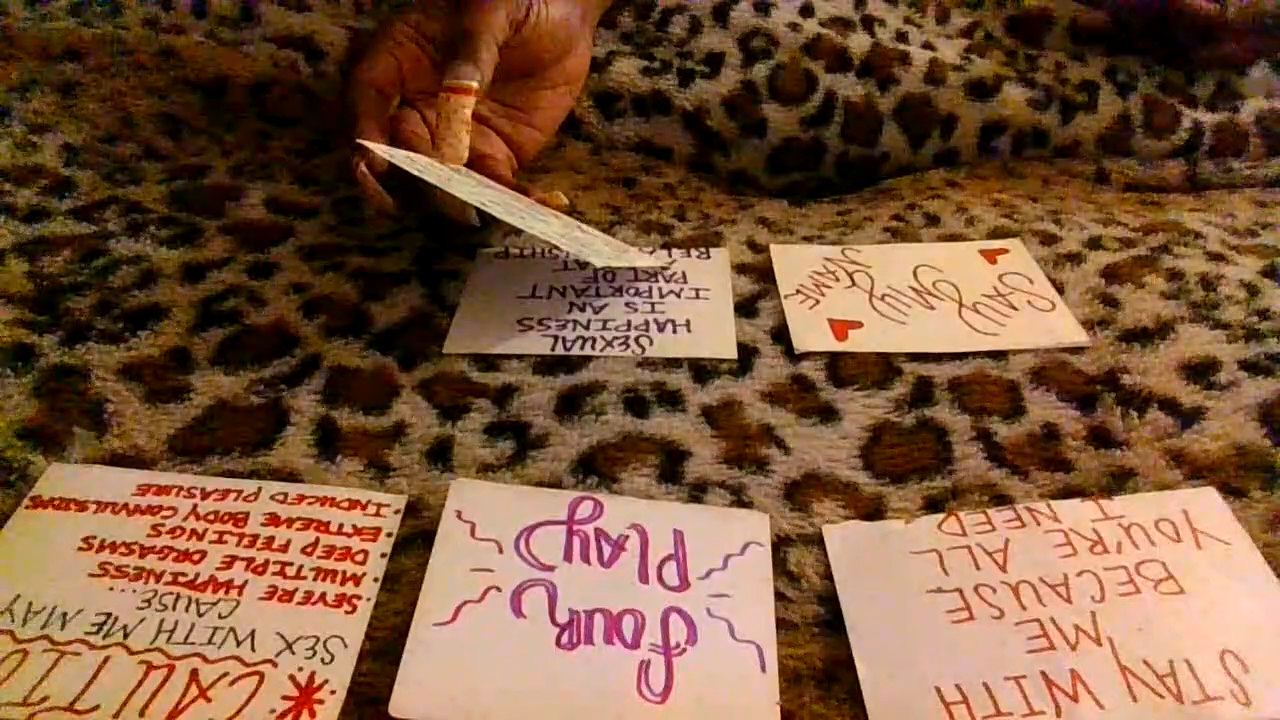 SEXUAL
HAPPINESS
IS AN
IMPORTANT
PART OF
SAY
MY
NAME
CAUTIO
SEX WITH ME MAY
CAUSE...
• SEVERE HAPPINESS
• MULTIPLE ORGASMS
• DEEP FEELINGS
• EXTREME BODY CONVULSIONS
• INDUCED PLEASURE
Four
PLAY
STAY WITH
ME
BECAUSE
YOU'RE ALL
I NEED